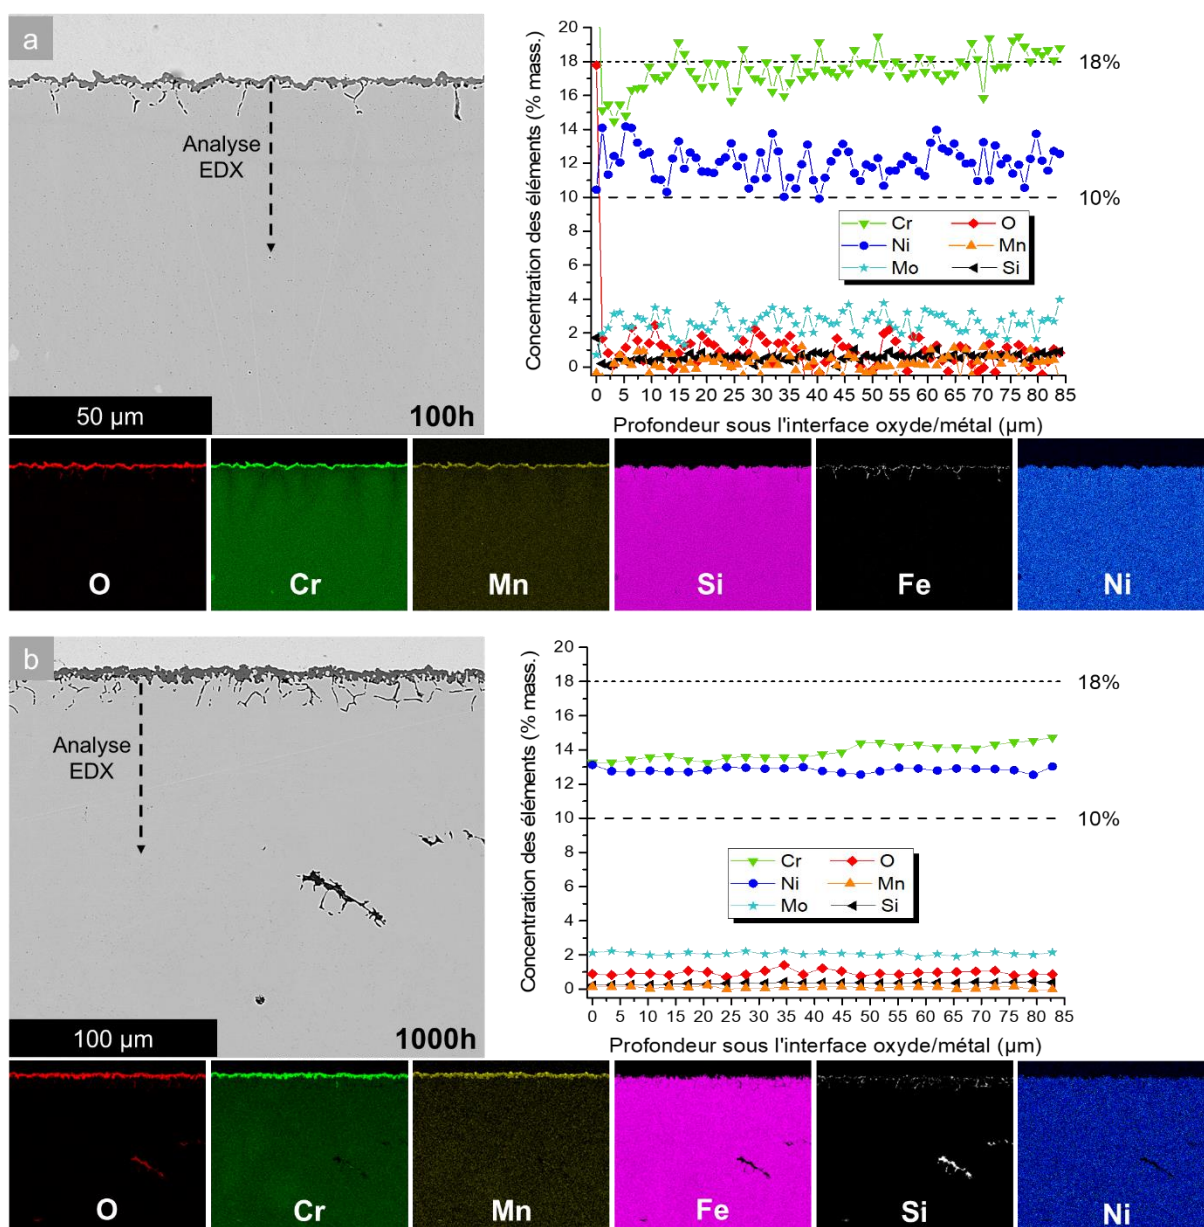 a
Analyse
EDX
50 µm
100h
Concentration des éléments (% mass.)
20
18
16
14
12
10
8
6
4
2
0
18%
10%
Cr O
Ni Mn
Mo Si
0 5 10 15 20 25 30 35 40 45 50 55 60 65 70 75 80 85
Profondeur sous l'interface oxyde/métal (µm)
O Cr Mn Si Fe Ni
b
Analyse
EDX
100 µm
1000h
Concentration des éléments (% mass.)
20
18
16
14
12
10
8
6
4
2
0
18%
10%
Cr O
Ni Mn
Mo Si
0 5 10 15 20 25 30 35 40 45 50 55 60 65 70 75 80 85
Profondeur sous l'interface oxyde/métal (µm)
O Cr Mn Fe Si Ni